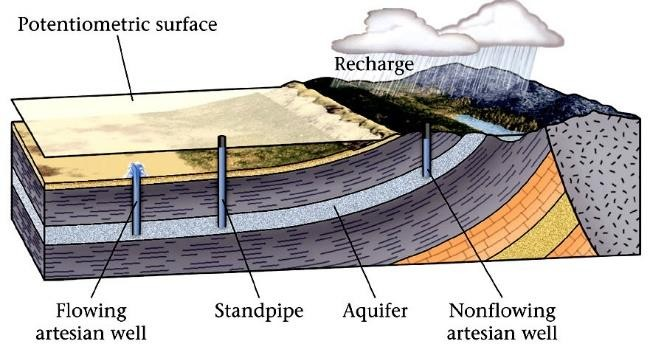 Potentiometric surface
Recharge
Flowing
artesian well
Standpipe
Aquifer
Nonflowing
artesian well